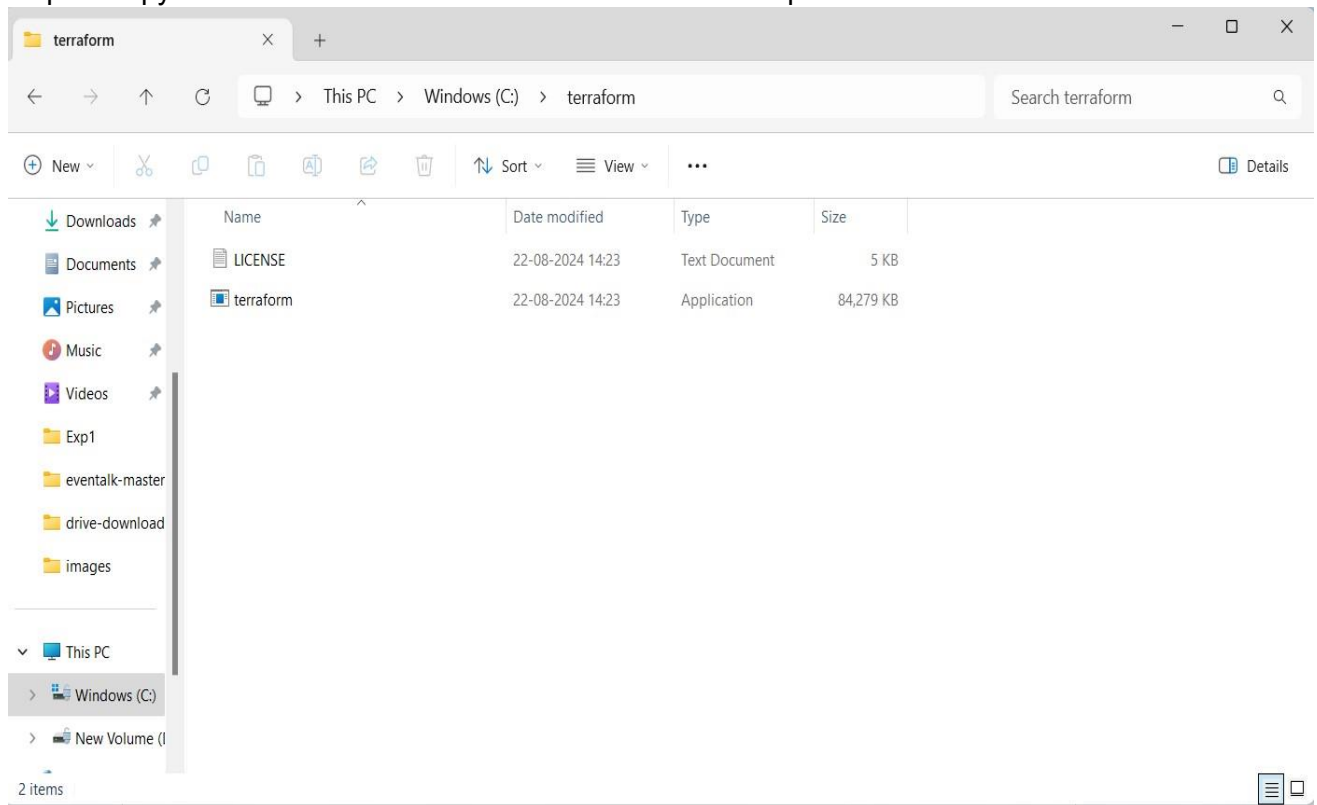 terraform
This PC > Windows (C:) > terraform
Search terraform
New
Sort
View
Details
Name Date modified Type Size
LICENSE 22-08-2024 14:23 Text Document 5 KB
terraform 22-08-2024 14:23 Application 84,279 KB
Downloads
Documents
Pictures
Music
Videos
Exp1
eventalk-master
drive-download
images
This PC
Windows (C:)
New Volume (
2 items